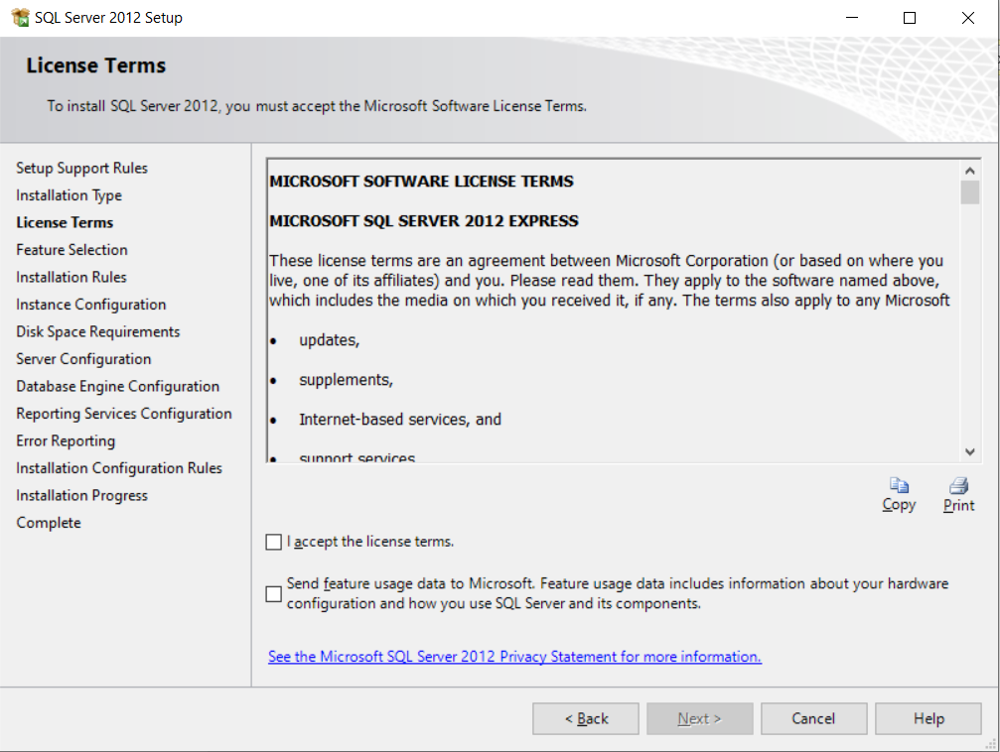 SQL Server 2012 Setup
License Terms
To install SQL Server 2012, you must accept the Microsoft Software License Terms.
Setup Support Rules
Installation Type
License Terms
Feature Selection
Installation Rules
Instance Configuration
Disk Space Requirements
Server Configuration
Database Engine Configuration
Reporting Services Configuration
Error Reporting
Installation Configuration Rules
Installation Progress
Complete
MICROSOFT SOFTWARE LICENSE TERMS
MICROSOFT SQL SERVER 2012 EXPRESS
These license terms are an agreement between Microsoft Corporation (or based on where you
live, one of its affiliates) and you. Please read them. They apply to the software named above,
which includes the media on which you received it, if any. The terms also apply to any Microsoft
• updates,
• supplements,
• Internet-based services, and
• support services
Copy
Print
I accept the license terms.
Send feature usage data to Microsoft. Feature usage data includes information about your hardware
configuration and how you use SQL Server and its components.
See the Microsoft SQL Server 2012 Privacy Statement for more information.
< Back
Next >
Cancel
Help